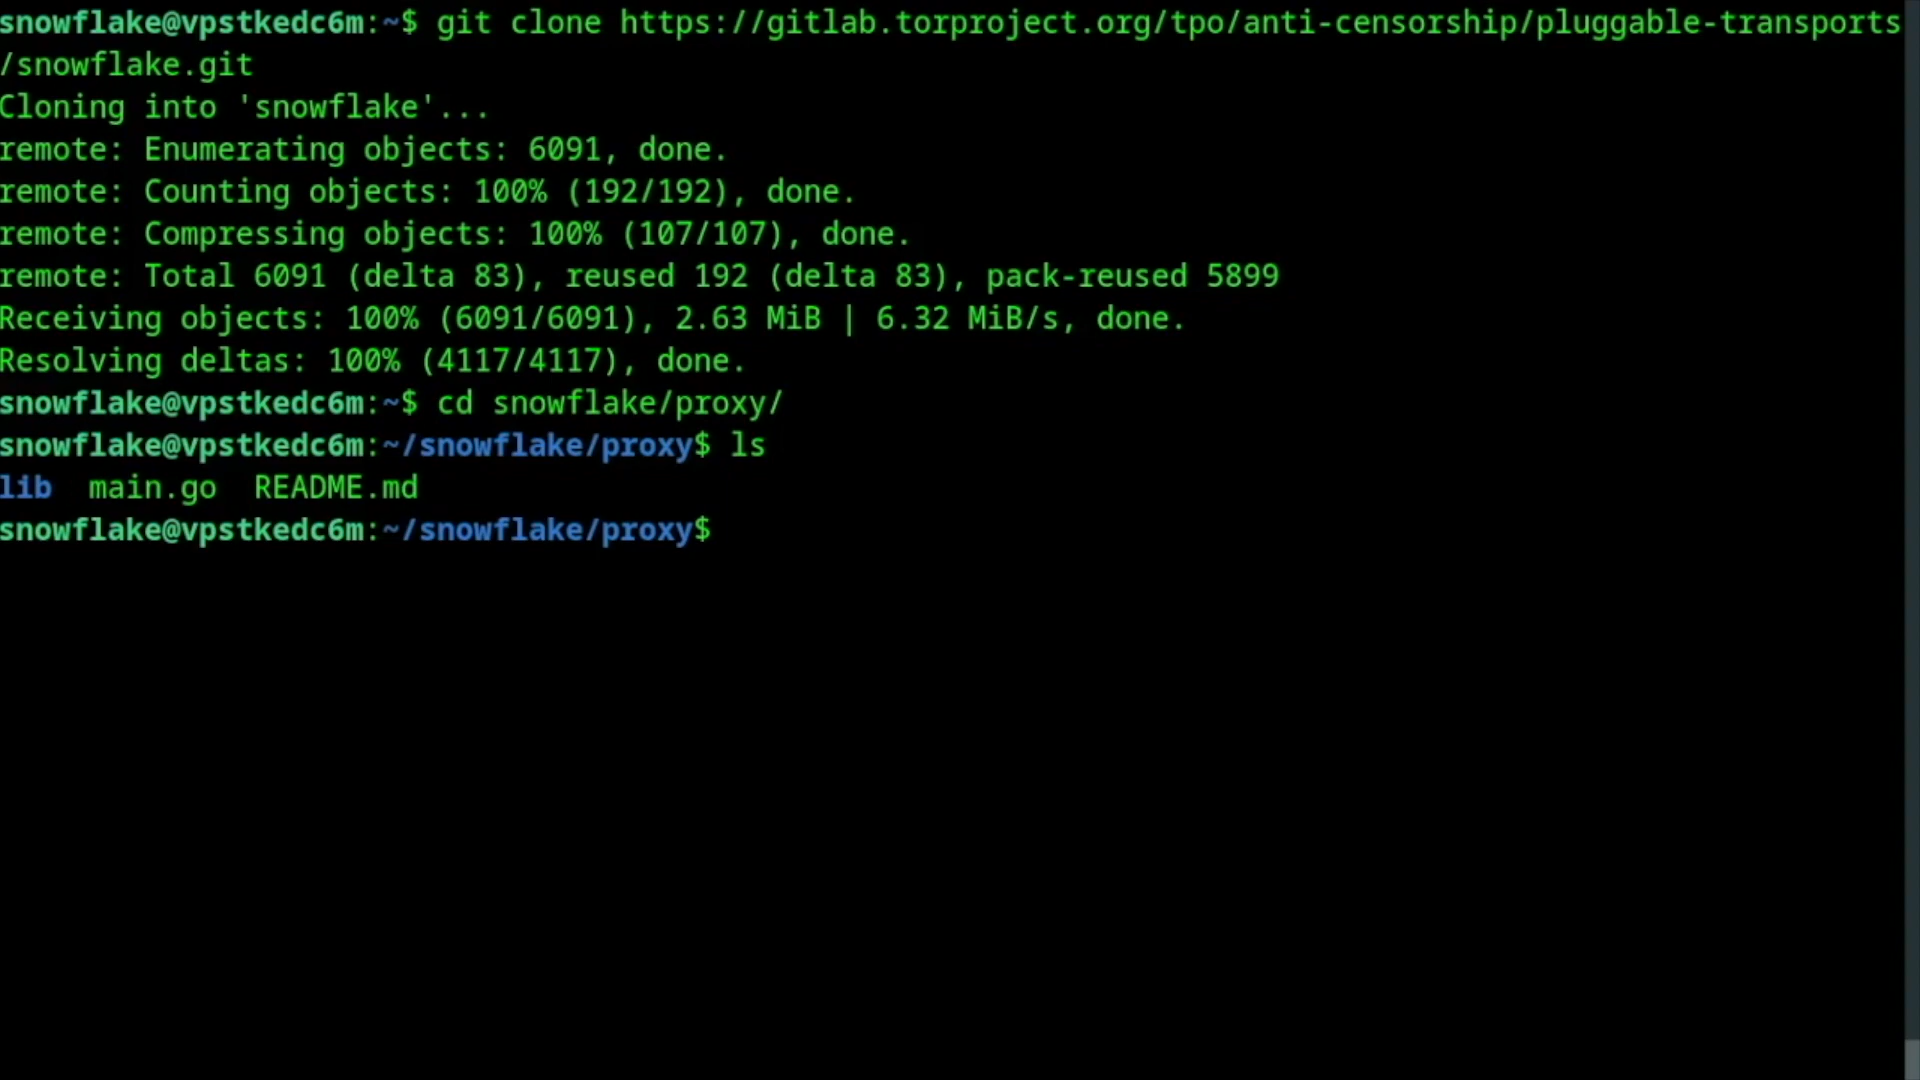 snowflake@vpstkedc6m:~$ git clone https://gitlab.torproject.org/tpo/anti-censorship/pluggable-transports
/snowflake.git
Cloning into 'snowflake'...
remote: Enumerating objects: 6091, done.
remote: Counting objects: 100% (192/192), done.
remote: Compressing objects: 100% (107/107), done.
remote: Total 6091 (delta 83), reused 192 (delta 83), pack-reused 5899
Receiving objects: 100% (6091/6091), 2.63 MiB | 6.32 MiB/s, done.
Resolving deltas: 100% (4117/4117), done.
snowflake@vpstkedc6m:~$ cd snowflake/proxy/
snowflake@vpstkedc6m:~/snowflake/proxy$ ls
lib  main.go  README.md
snowflake@vpstkedc6m:~/snowflake/proxy$